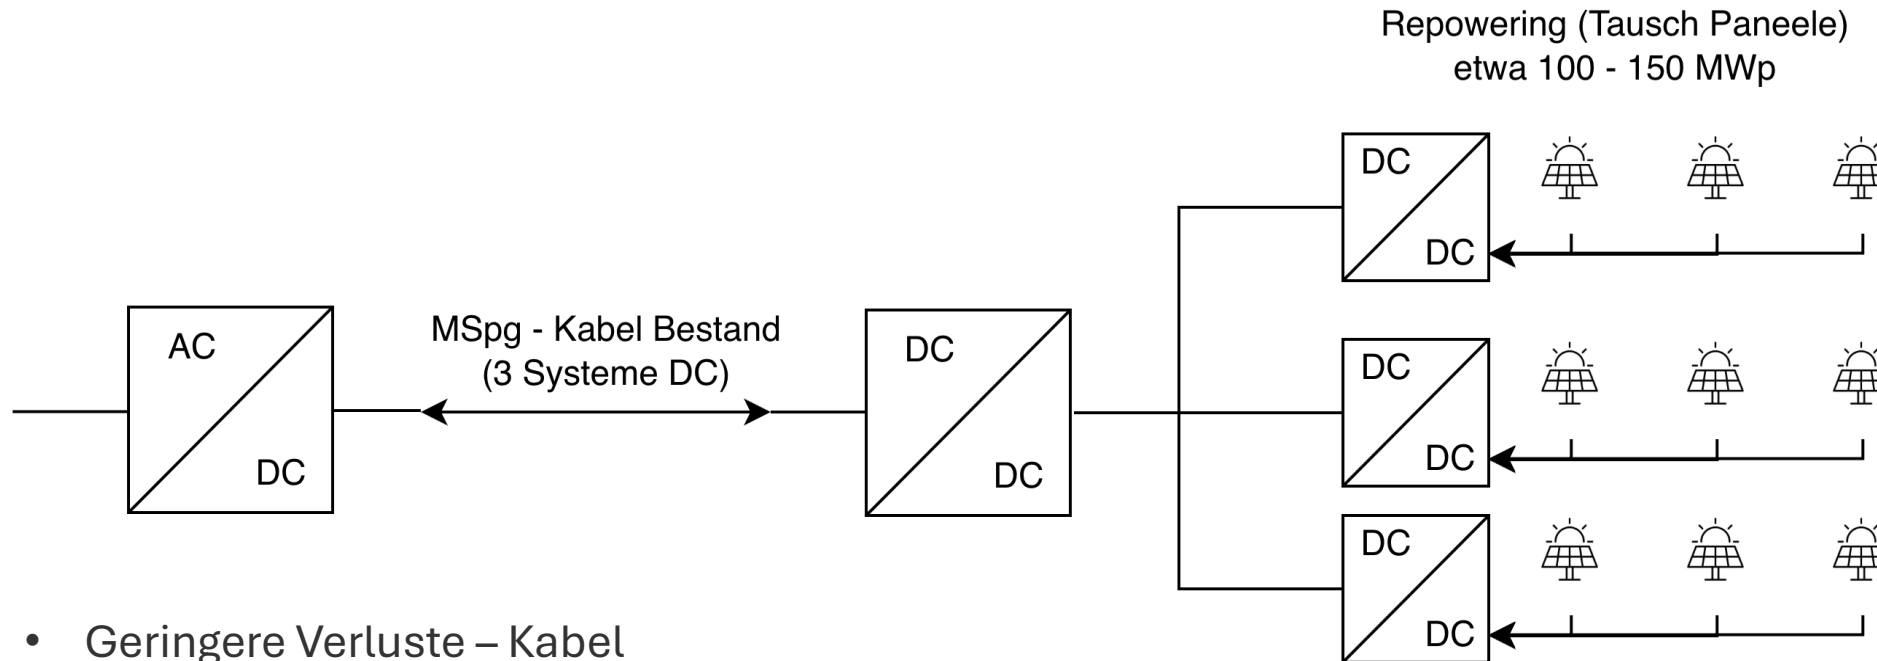 Repowering (Tausch Paneele)
etwa 100 - 150 MWp
DC
DC
AC
DC
MSpg - Kabel Bestand
(3 Systeme DC)
DC
DC
DC
DC
DC
DC
• Geringere Verluste – Kabel